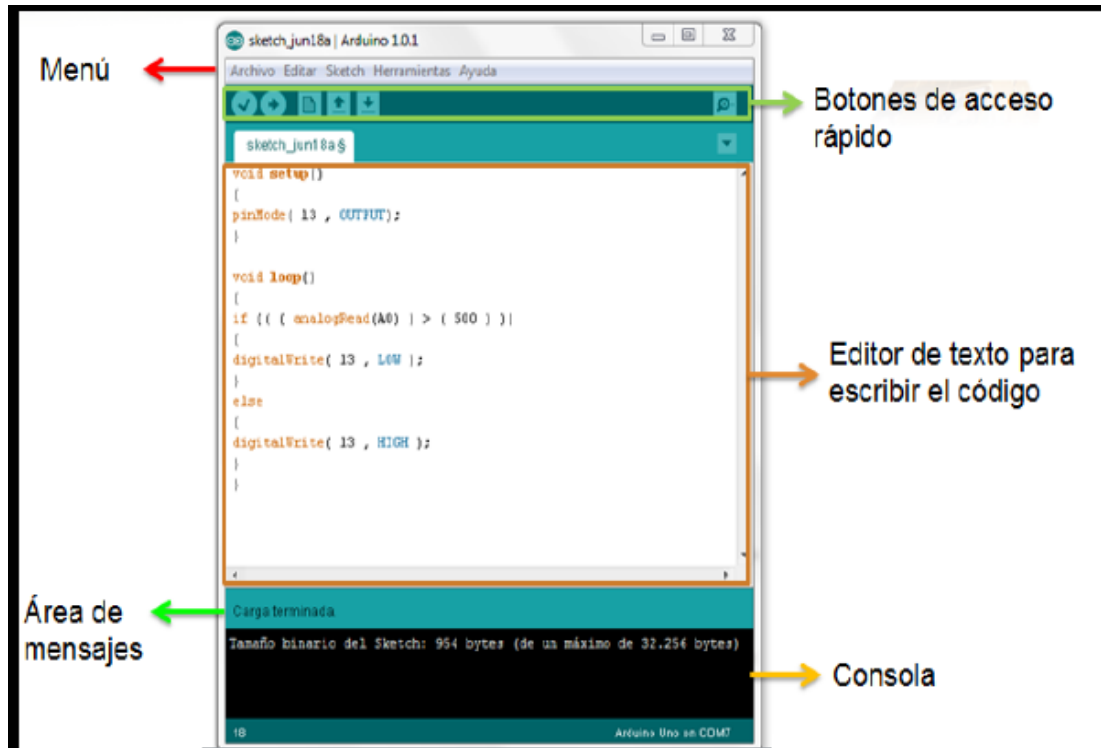 sketch_jun18a | Arduino 1.0.1
Menú
Archivo Editar Sketch Herramientas Ayuda
Botones de acceso
rápido
sketch_jun18a §
void setup()
{
pinMode( 13 , OUTPUT);
}
void loop()
{
if (( ( analogRead(A0) ) > ( 500 ) ))
{
digitalWrite( 13 , LOW );
}
else
{
digitalWrite( 13 , HIGH );
}
}
Editor de texto para
escribir el código
Área de
mensajes
Carga terminada.
Tamaño binario del Sketch: 954 bytes (de un máximo de 32.256 bytes)
Consola
18
Arduino Uno en COM7